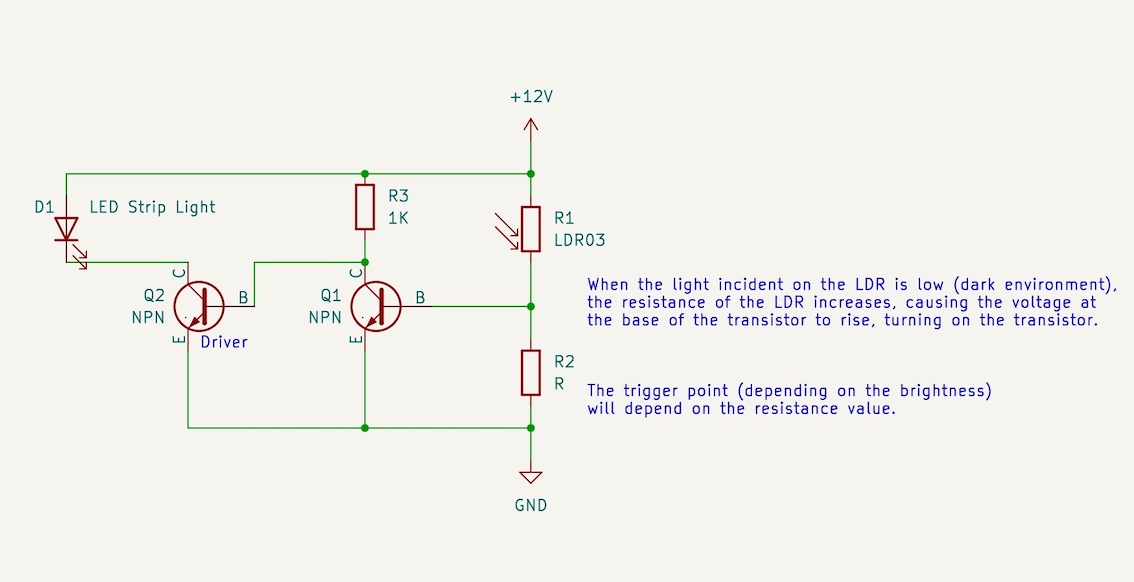 +12V
R3
1K
D1
LED Strip Light
R1
LDR03
C
C
Q2
NPN
B
Q1
NPN
B
When the light incident on the LDR is low (dark environment),
the resistance of the LDR increases, causing the voltage at
the base of the transistor to rise, turning on the transistor.
E
Driver
E
R2
R
The trigger point (depending on the brightness)
will depend on the resistance value.
GND